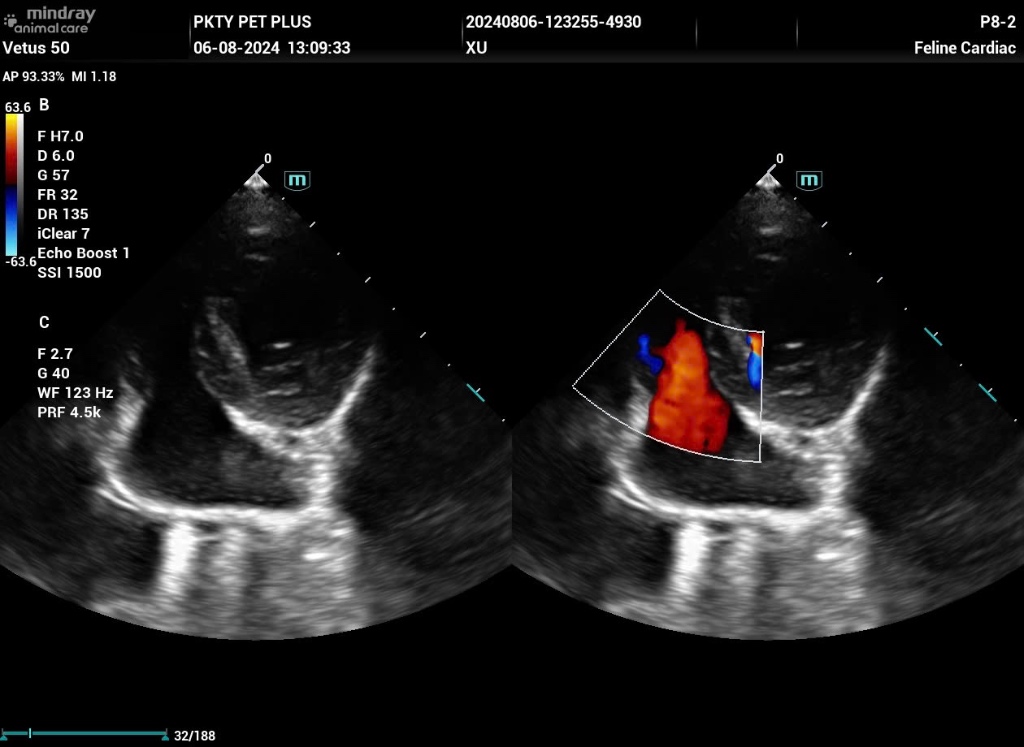 mindray
animalcare
Vetus 50
PKTY PET PLUS
06-08-2024 13:09:33
20240806-123255-4930
XU
P8-2
Feline Cardiac
AP 93.33% MI 1.18
63.6
B
F H7.0
D 6.0
G 57
FR 32
DR 135
iClear 7
Echo Boost 1
-63.6
SSI 1500
C
F 2.7
G 40
WF 123 Hz
PRF 4.5k
0
m
0
m
32/188